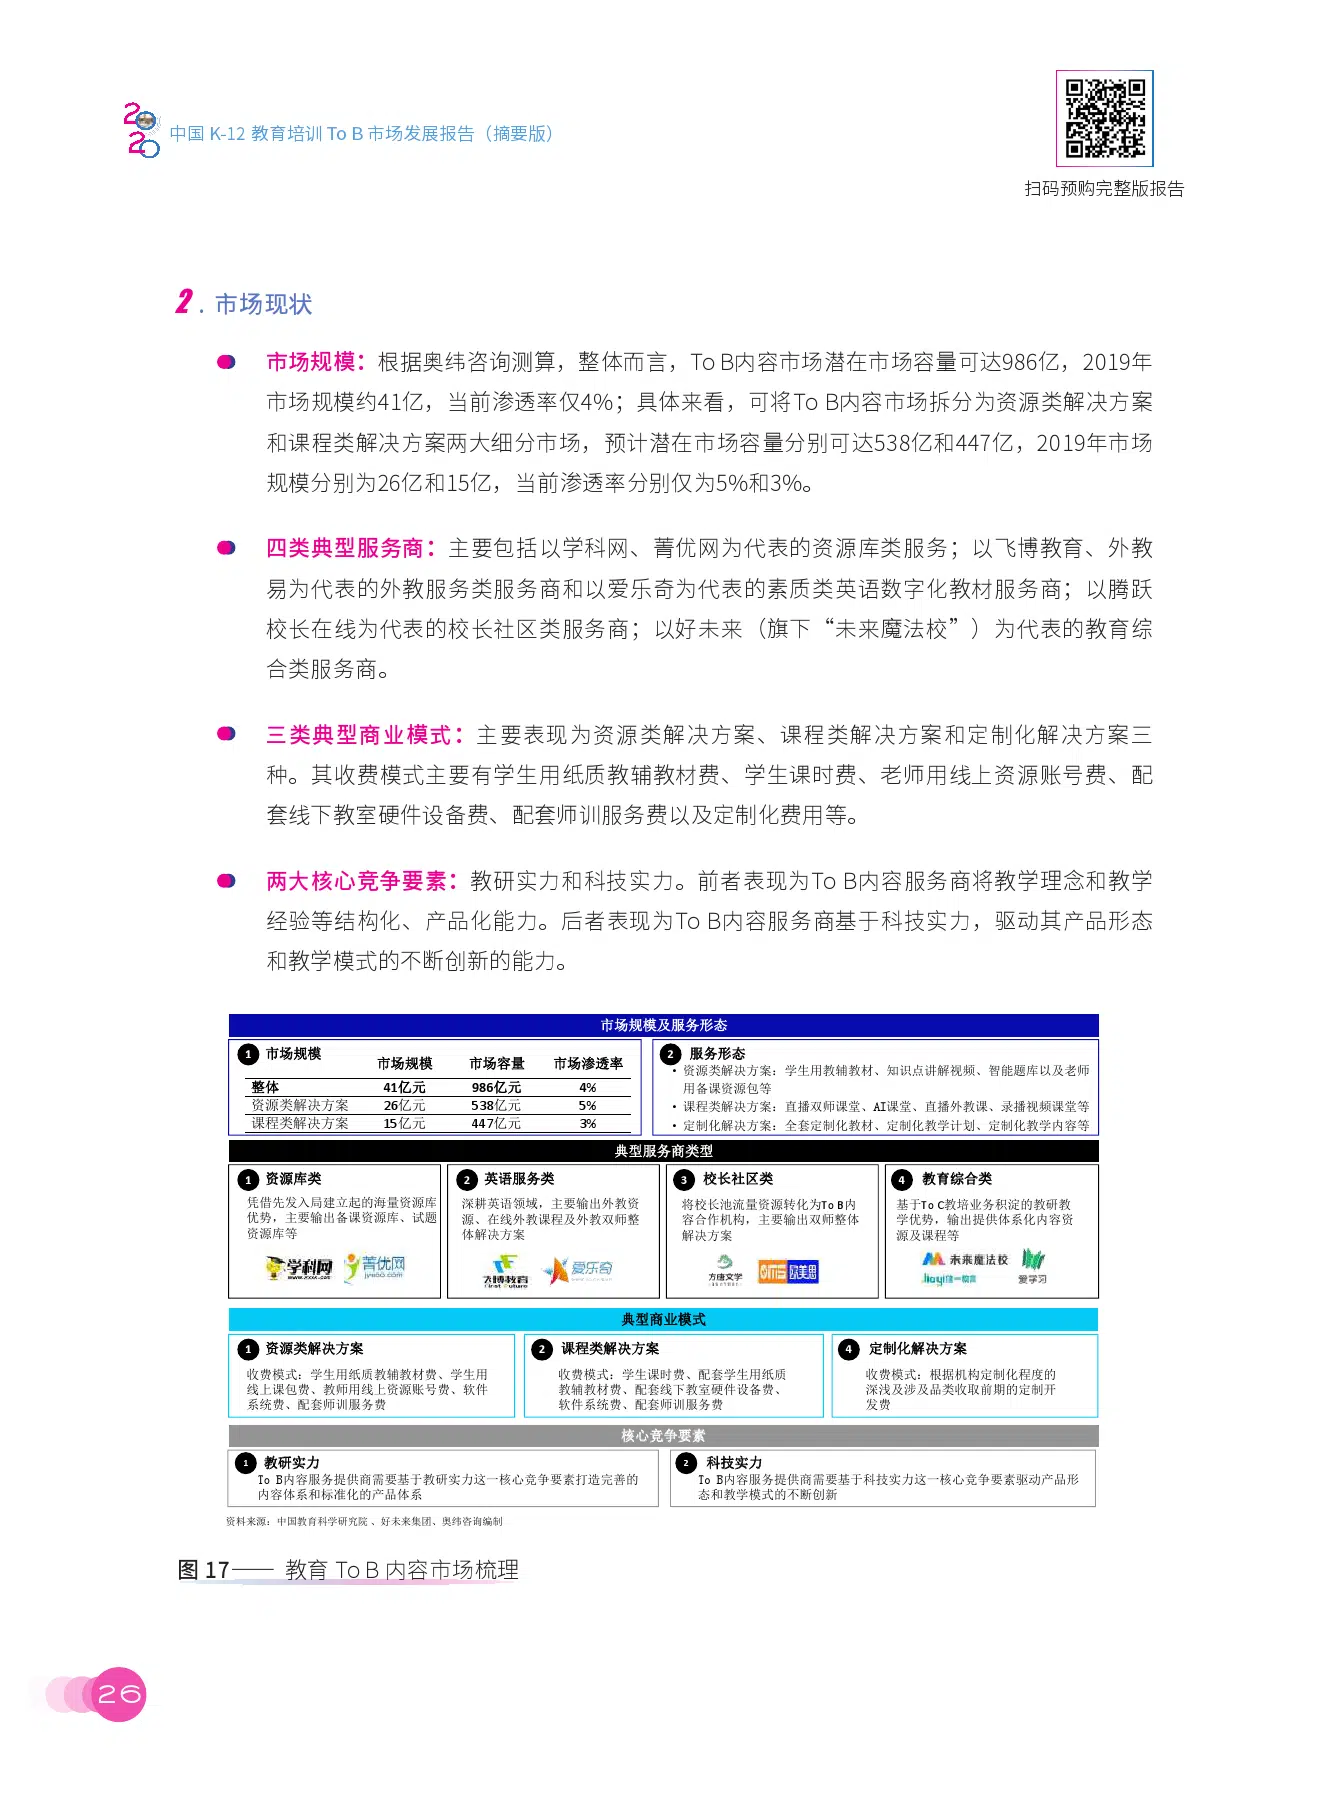 2020
中国 K-12 教育培训 To B 市场发展报告（摘要版）
扫码预购完整版报告
2. 市场现状
市场规模：根据奥纬咨询测算，整体而言，To B内容市场潜在市场容量可达986亿，2019年
市场规模约41亿，当前渗透率仅4%；具体来看，可将To B内容市场拆分为资源类解决方案
和课程类解决方案两大细分市场，预计潜在市场容量分别可达538亿和447亿，2019年市场
规模分别为26亿和15亿，当前渗透率分别仅为5%和3%。
四类典型服务商：主要包括以学科网、菁优网为代表的资源库类服务；以飞博教育、外教
易为代表的外教服务类服务商和以爱乐奇为代表的素质类英语数字化教材服务商；以腾跃
校长在线为代表的校长社区类服务商；以好未来（旗下“未来魔法校”）为代表的教育综
合类服务商。
三类典型商业模式：主要表现为资源类解决方案、课程类解决方案和定制化解决方案三
种。其收费模式主要有学生用纸质教辅教材费、学生课时费、老师用线上资源账号费、配
套线下教室硬件设备费、配套师训服务费以及定制化费用等。
两大核心竞争要素：教研实力和科技实力。前者表现为To B内容服务商将教学理念和教学
经验等结构化、产品化能力。后者表现为To B内容服务商基于科技实力，驱动其产品形态
和教学模式的不断创新的能力。
市场规模及服务形态
1 市场规模
市场规模 市场容量 市场渗透率
整体 41亿元 986亿元 4%
资源类解决方案 26亿元 538亿元 5%
课程类解决方案 15亿元 447亿元 3%
2 服务形态
• 资源类解决方案：学生用教辅教材、知识点讲解视频、智能题库以及老师
用备课资源包等
• 课程类解决方案：直播双师课堂、AI课堂、直播外教课、录播视频课堂等
• 定制化解决方案：全套定制化教材、定制化教学计划、定制化教学内容等
典型服务商类型
1 资源库类
凭借先发入局建立起的海量资源库
优势，主要输出备课资源库、试题
资源库等
学科网 菁优网
jyeoo.com
2 英语服务类
深耕英语领域，主要输出外教资
源、在线外教课程及外教双师整
体解决方案
飞博教育 爱乐奇
First Future
3 校长社区类
将校长池流量资源转化为To B内
容合作机构，主要输出双师整体
解决方案
方唐文学 欧美思
4 教育综合类
基于To C教培业务积淀的教研教
学优势，输出提供体系化内容资
源及课程等
未来魔法校
爱学习
典型商业模式
1 资源类解决方案
收费模式：学生用纸质教辅教材费、学生用
线上课包费、教师用线上资源账号费、软件
系统费、配套师训服务费
2 课程类解决方案
收费模式：学生课时费、配套学生用纸质
教辅教材费、配套线下教室硬件设备费、
软件系统费、配套师训服务费
4 定制化解决方案
收费模式：根据机构定制化程度的
深浅及涉及品类收取前期的定制开
发费
核心竞争要素
1 教研实力
To B内容服务提供商需要基于教研实力这一核心竞争要素打造完善的
内容体系和标准化的产品体系
2 科技实力
To B内容服务提供商需要基于科技实力这一核心竞争要素驱动产品形
态和教学模式的不断创新
资料来源：中国教育科学研究院 、好未来集团、奥纬咨询编制
图 17—— 教育 To B 内容市场梳理
26